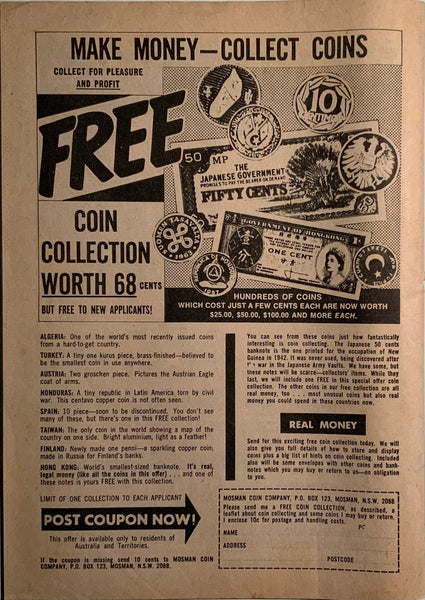 MAKE MONEY—COLLECT COINS
COLLECT FOR PLEASURE
AND PROFIT
FREE
COIN
COLLECTION
WORTH 68 CENTS
BUT FREE TO NEW APPLICANTS!
10
50 MP
THE
JAPANESE GOVERNMENT
PROMISES TO PAY THE BEARER ON DEMAND
FIFTY CENTS
GOVERNMENT OF HONGKONG
ONE CENT
1963
1957
HUNDREDS OF COINS
WHICH COST JUST A FEW CENTS EACH ARE NOW WORTH
$25.00, $50.00, $100.00 AND MORE EACH.
ALGERIA: One of the world's most recently issued coins
from a hard-to-get country.
TURKEY: A tiny one kurus piece, brass-finished—believed to
be the smallest coin in use anywhere.
AUSTRIA: Two groschen piece. Pictures the Austrian Eagle
coat of arms.
HONDURAS: A tiny republic in Latin America, torn by civil
war. This centavo copper coin is not often seen.
SPAIN: 10 piece—soon to be discontinued. You don't see
many of these, but there's one in this FREE collection!
TAIWAN: The only coin in the world showing a map of the
country on one side. Bright aluminium, light as a feather!
FINLAND: Newly made one penni—a sparkling copper coin;
made in Russia for Finland's banks.
HONG KONG: World's smallest-sized banknote. It's real,
legal money (like all the coins in this offer) . . . and one of
these notes is yours FREE with this collection.
LIMIT OF ONE COLLECTION TO EACH APPLICANT
POST COUPON NOW!
This offer is available only to residents of
Australia and Territories.
If the coupon is missing send 10 cents to MOSMAN COIN
COMPANY, P.O. BOX 123, MOSMAN, N.S.W. 2088.
You can see from these coins just how fantastically
interesting is coin collecting. The Japanese 50 cents
banknote is the one printed for the occupation of New
Guinea in 1942. It was never used, being discovered after
war in the Japanese Army Vaults. We have some, but
these notes will be scarce—collectors' items. While they
last, we will include one FREE in this special offer coin
collection. The other coins in our free collection are all
real money, too . . . most unusual coins but also real
money you could spend in these countries now.
REAL MONEY
Send for this exciting free coin collection today. We will
also give you full details of how to store and display
coins plus a big list of hints on coin collecting. Included
also will be some envelopes with other coins and bank-
notes which you may buy or return to us—no obligation
to you.
MOSMAN COIN COMPANY, P.O. BOX 123, MOSMAN, N.S.W. 2088
Please send me a FREE COIN COLLECTION, as described, a
leaflet about coin collecting and some coins I may buy or return.
I enclose 10c for postage and handling costs.
PC
NAME
ADDRESS
POSTCODE